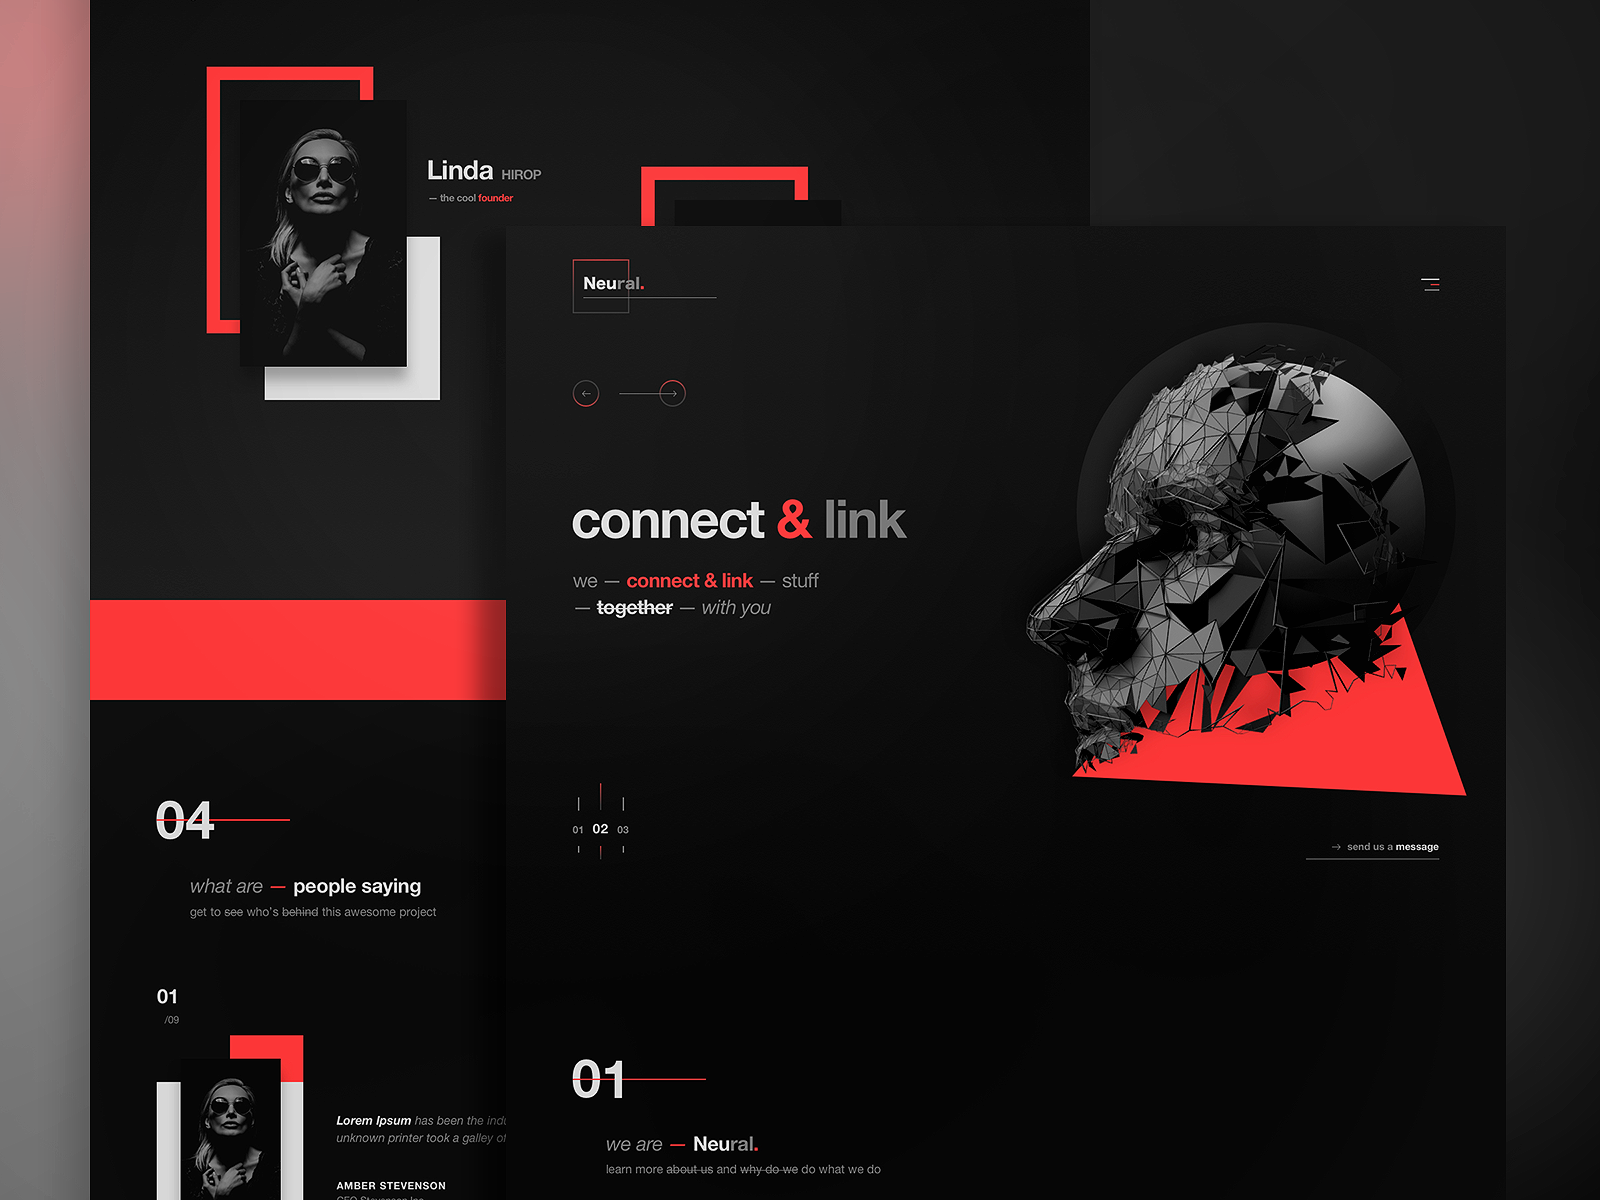 Linda HIROP
— the cool founder
Neural.
connect & link
we — connect & link — stuff
— together — with you
01 02 03
→ send us a message
04
what are — people saying
get to see who's behind this awesome project
01
/09
Lorem Ipsum has been the
unknown printer took a galley of
AMBER STEVENSON
CEO Stevenson Inc.
01
we are — Neural.
learn more about us and why do we do what we do